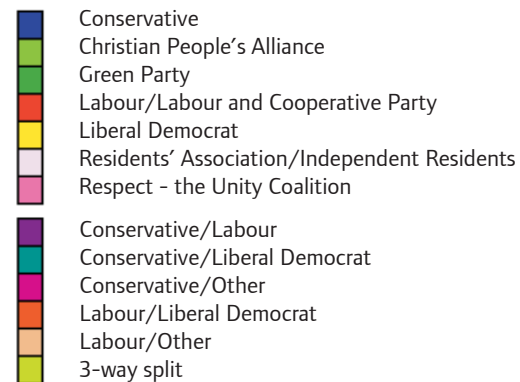 Conservative
Christian People′s Alliance
Green Party
Labour/Labour and Cooperative Party
Liberal Democrat
Residents′ Association/Independent Residents
Respect - the Unity Coalition
Conservative/Labour
Conservative/Liberal Democrat
Conservative/Other
Labour/Liberal Democrat
Labour/Other
3-way split